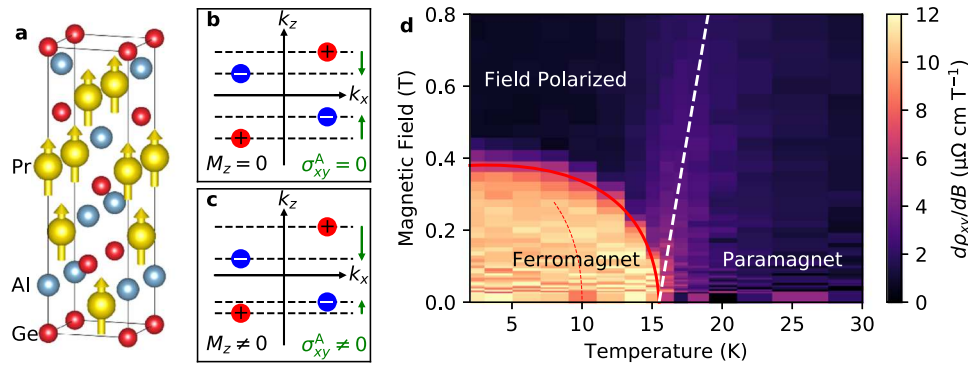 a
Pr
Al
Ge
b
k_z
+
−
k_x
−
+
M_z = 0
σ^A_xy = 0
c
k_z
+
−
k_x
+
−
M_z ≠ 0
σ^A_xy ≠ 0
d
0.8
0.6
0.4
0.2
0.0
Magnetic Field (T)
Field Polarized
Ferromagnet
Paramagnet
5
10
15
20
25
30
Temperature (K)
12
10
8
6
4
2
0
dρ_xy/dB (μΩ cm T⁻¹)